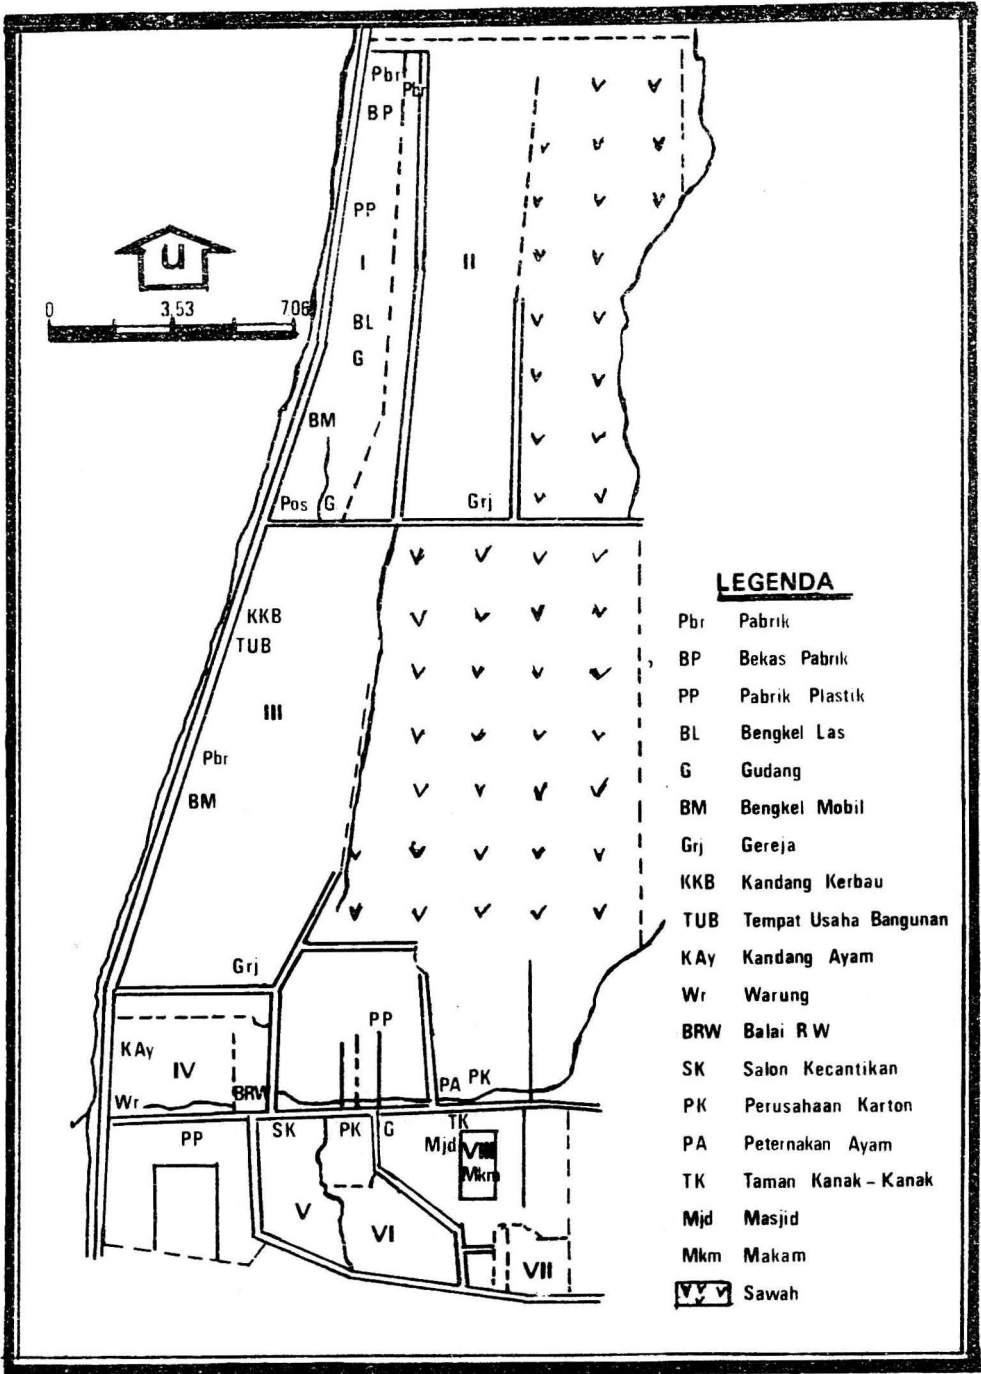 Pbr
Pbr
BP
PP
U
I
II
0 3.53 7.06
BL
G
BM
Pos G
Grj
KKB
TUB
III
Pbr
BM
Grj
PP
KAy
IV
PA PK
Wr
BRW
PP
SK
PK
G
TK
Mjd
VIII
Mkm
V
VI
VII
LEGENDA
Pbr Pabrik
BP Bekas Pabrik
PP Pabrik Plastik
BL Bengkel Las
G Gudang
BM Bengkel Mobil
Grj Gereja
KKB Kandang Kerbau
TUB Tempat Usaha Bangunan
KAy Kandang Ayam
Wr Warung
BRW Balai RW
SK Salon Kecantikan
PK Perusahaan Karton
PA Peternakan Ayam
TK Taman Kanak - Kanak
Mjd Masjid
Mkm Makam
Sawah